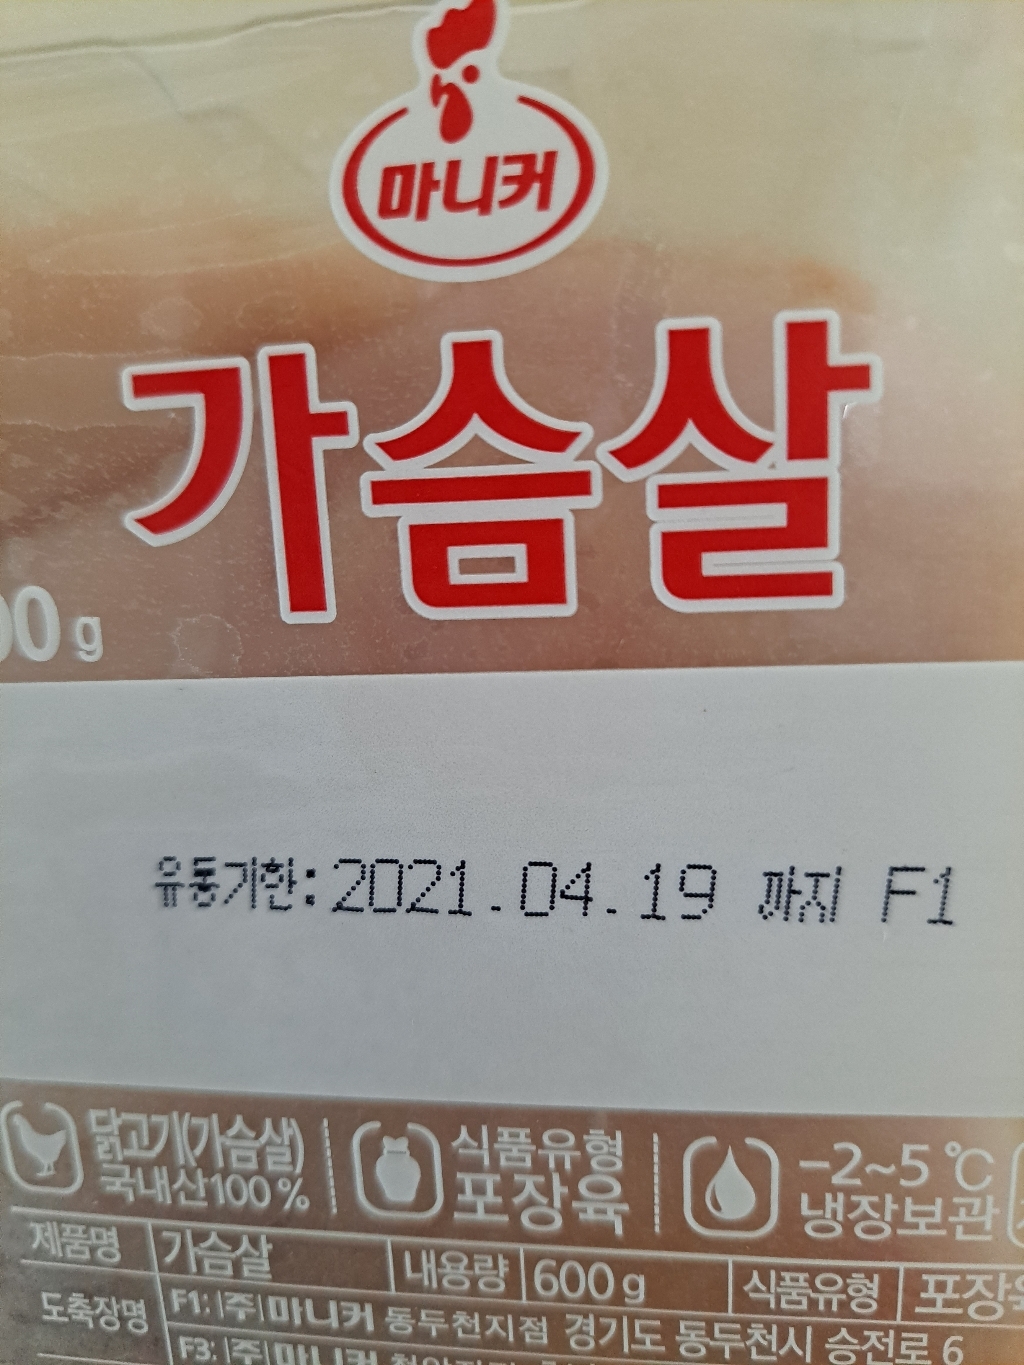 마니커
가슴살
00 g
유통기한: 2021.04.19 까지 F1
닭고기(가슴살)
국내산100%
식품유형
포장육
-2~5℃
냉장보관
제품명 가슴살 내용량 600g 식품유형 포장육
도축장명 F1: (주)마니커 동두천지점 경기도 동두천시 승전로 6
F3: (주)마니커